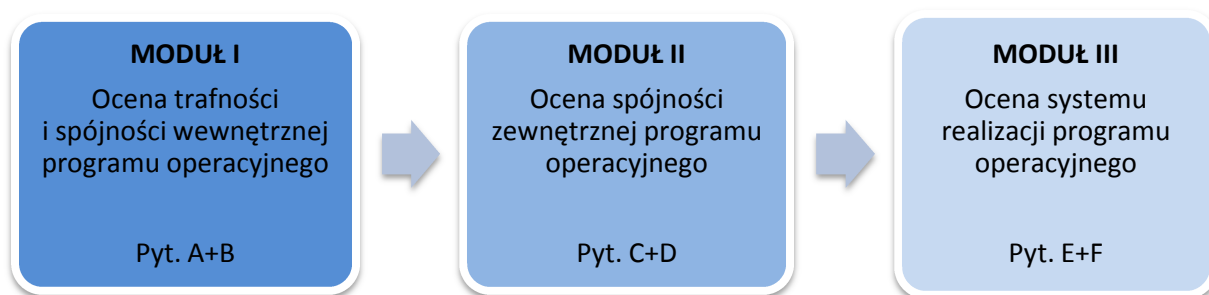 MODUŁ I
Ocena trafności
i spójności wewnętrznej
programu operacyjnego
Pyt. A+B
MODUŁ II
Ocena spójności
zewnętrznej programu
operacyjnego
Pyt. C+D
MODUŁ III
Ocena systemu
realizacji programu
operacyjnego
Pyt. E+F